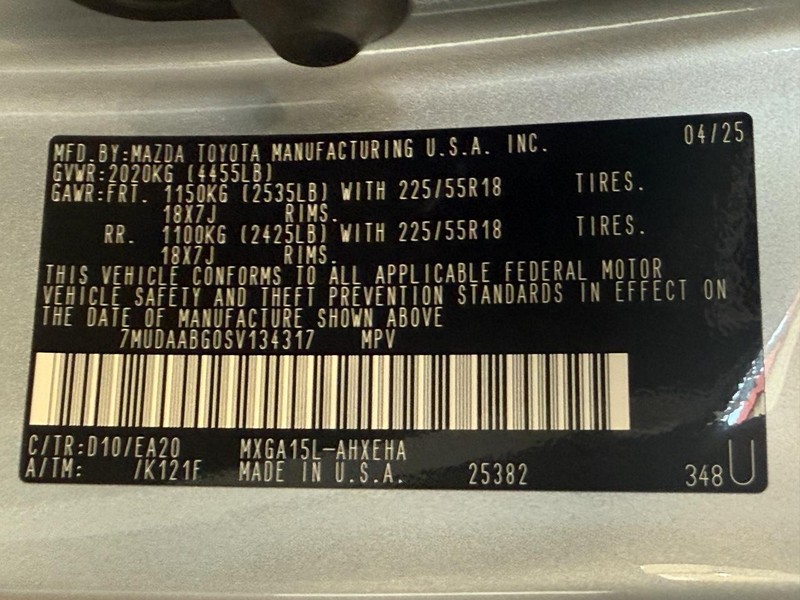 MFD.BY:MAZDA TOYOTA MANUFACTURING U.S.A. INC. 04/25
GVWR:2020KG (4455LB)
GAWR:FRT. 1150KG (2535LB) WITH 225/55R18 TIRES.
18X7J RIMS.
RR. 1100KG (2425LB) WITH 225/55R18 TIRES.
18X7J RIMS.
THIS VEHICLE CONFORMS TO ALL APPLICABLE FEDERAL MOTOR
VEHICLE SAFETY AND THEFT PREVENTION STANDARDS IN EFFECT ON
THE DATE OF MANUFACTURE SHOWN ABOVE
7MUDAABG0SV134317 MPV
C/TR:D10/EA20 MXGA15L-AHXEHA
A/TM: /K121F MADE IN U.S.A. 25382 348 U